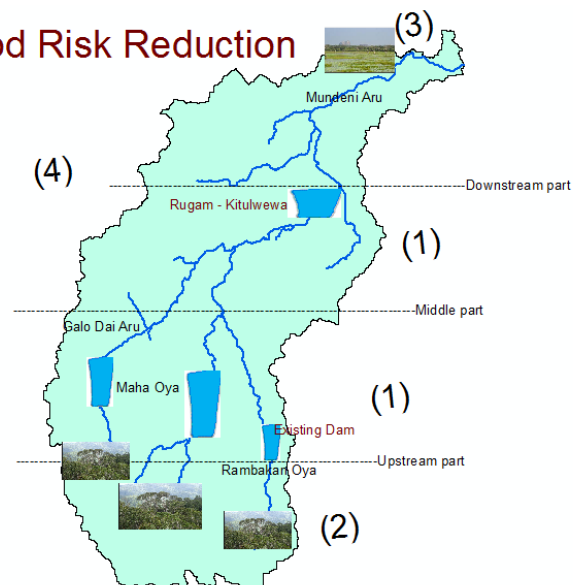 od Risk Reduction
(3)
Mundeni Aru
(4)
Downstream part
Rugam - Kitulwewa
(1)
Middle part
Galo Dai Aru
Maha Oya
(1)
Existing Dam
Upstream part
Rambakan Oya
(2)